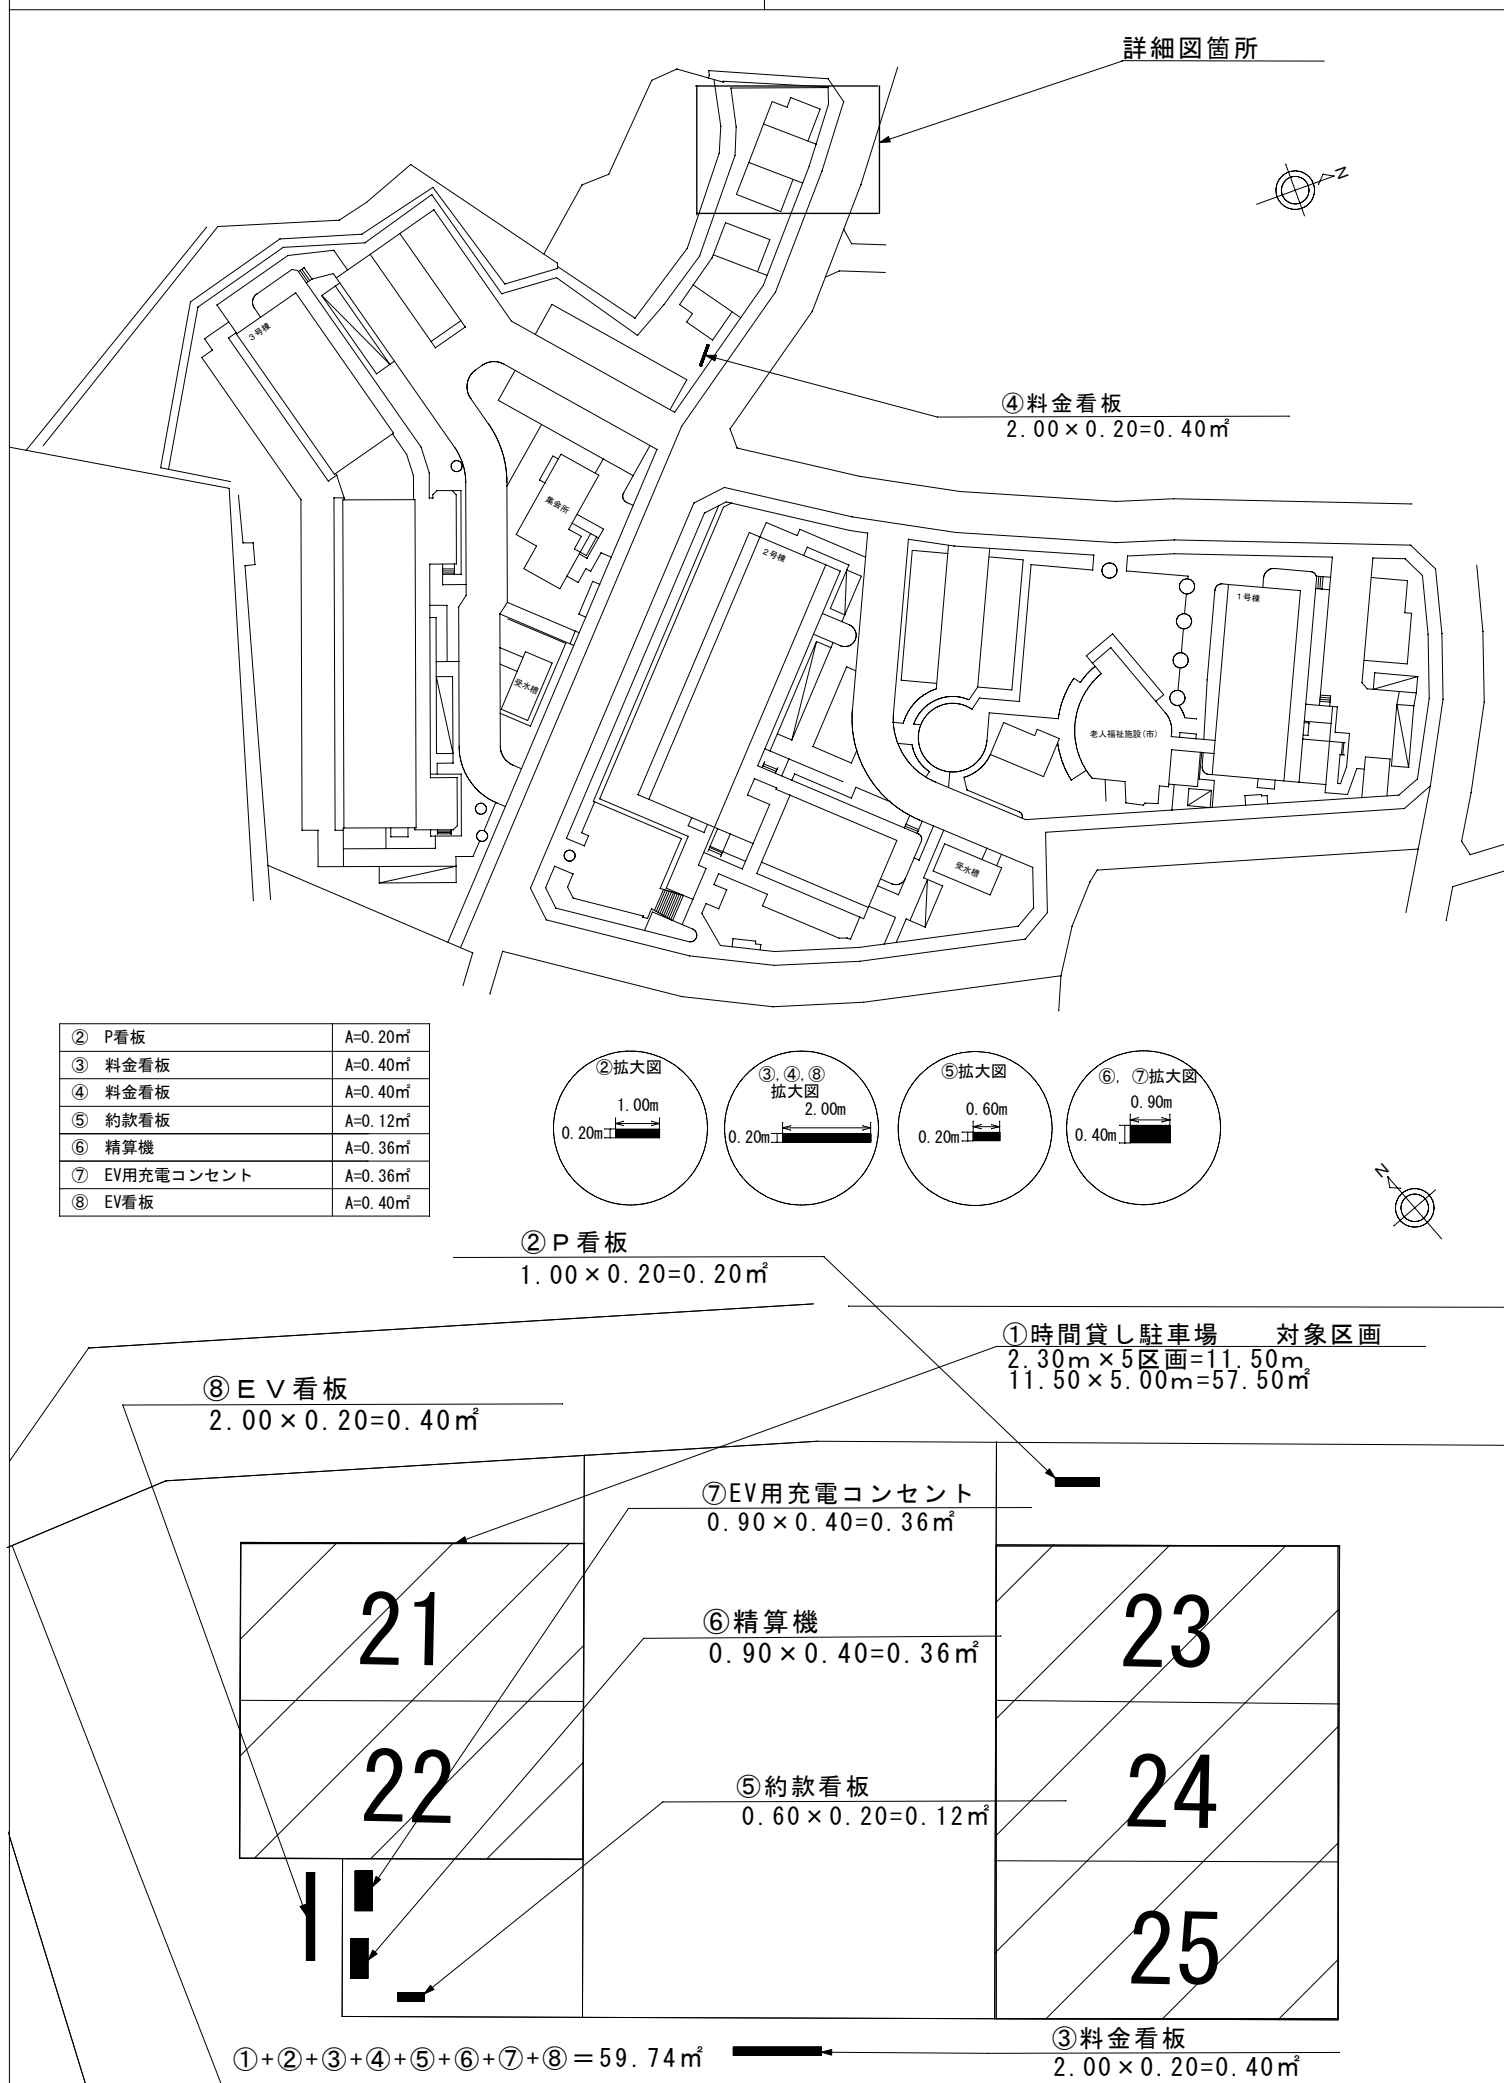 詳細図箇所
N
3号棟
④料金看板
2.00×0.20=0.40㎡
集会所
2号棟
1号棟
受水槽
老人福祉施設(市)
受水槽
② P看板 A=0.20㎡
③ 料金看板 A=0.40㎡
④ 料金看板 A=0.40㎡
⑤ 約款看板 A=0.12㎡
⑥ 精算機 A=0.36㎡
⑦ EV用充電コンセント A=0.36㎡
⑧ EV看板 A=0.40㎡
②拡大図
1.00m
0.20m
③,④,⑧
拡大図
2.00m
0.20m
⑤拡大図
0.60m
0.20m
⑥, ⑦拡大図
0.90m
0.40m
N
②P看板
1.00×0.20=0.20㎡
①時間貸し駐車場 対象区画
2.30m×5区画=11.50m
11.50×5.00m=57.50㎡
⑧EV看板
2.00×0.20=0.40㎡
⑦EV用充電コンセント
0.90×0.40=0.36㎡
21
23
⑥精算機
0.90×0.40=0.36㎡
22
24
⑤約款看板
0.60×0.20=0.12㎡
25
③料金看板
2.00×0.20=0.40㎡
①+②+③+④+⑤+⑥+⑦+⑧=59.74㎡